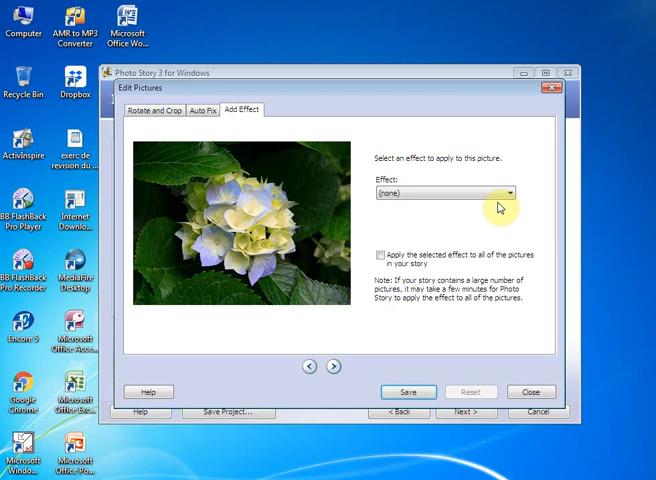 Computer
AMR to MP3
Converter
Microsoft
Office Wo...
Recycle Bin
Dropbox
ActivInspire
exerc de
revision du ...
BB FlashBack
Pro Player
Internet
Downlo...
BB FlashBack
Pro Recorder
MediaFire
Desktop
Encore 5
Microsoft
Office Acce...
Google
Chrome
Microsoft
Office Exc...
Microsoft
Windo...
Microsoft
Office Po...
Photo Story 3 for Windows
Edit Pictures
Rotate and Crop
Auto Fix
Add Effect
Select an effect to apply to this picture.
Effect:
(none)
Apply the selected effect to all of the pictures
in your story
Note: If your story contains a large number of
pictures, it may take a few minutes for Photo
Story to apply the effect to all of the pictures.
Help
Save
Reset
Close
Help
Save Project...
< Back
Next >
Cancel